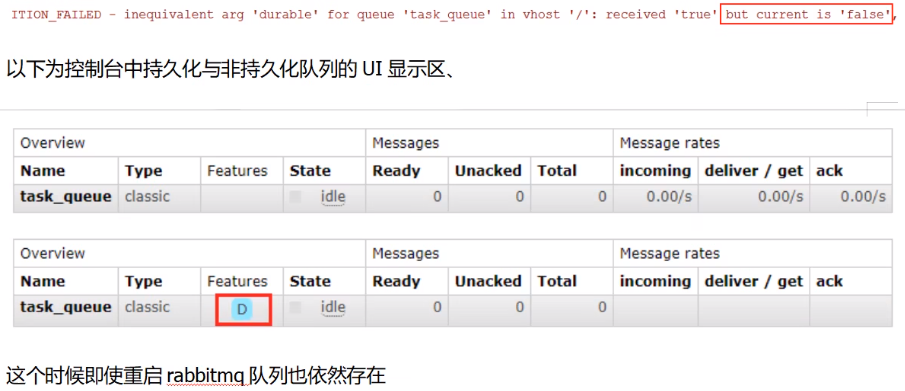 ITION_FAILED - inequivalent arg 'durable' for queue 'task_queue' in vhost '/': received 'true' but current is 'false',
以下为控制台中持久化与非持久化队列的 UI 显示区、
Overview Messages Message rates
Name Type Features State Ready Unacked Total incoming deliver / get ack
task_queue classic idle 0 0 0 0.00/s 0.00/s 0.00/s
Overview Messages Message rates
Name Type Features State Ready Unacked Total incoming deliver / get ack
task_queue classic D idle 0 0 0
这个时候即使重启 rabbitmq 队列也依然存在